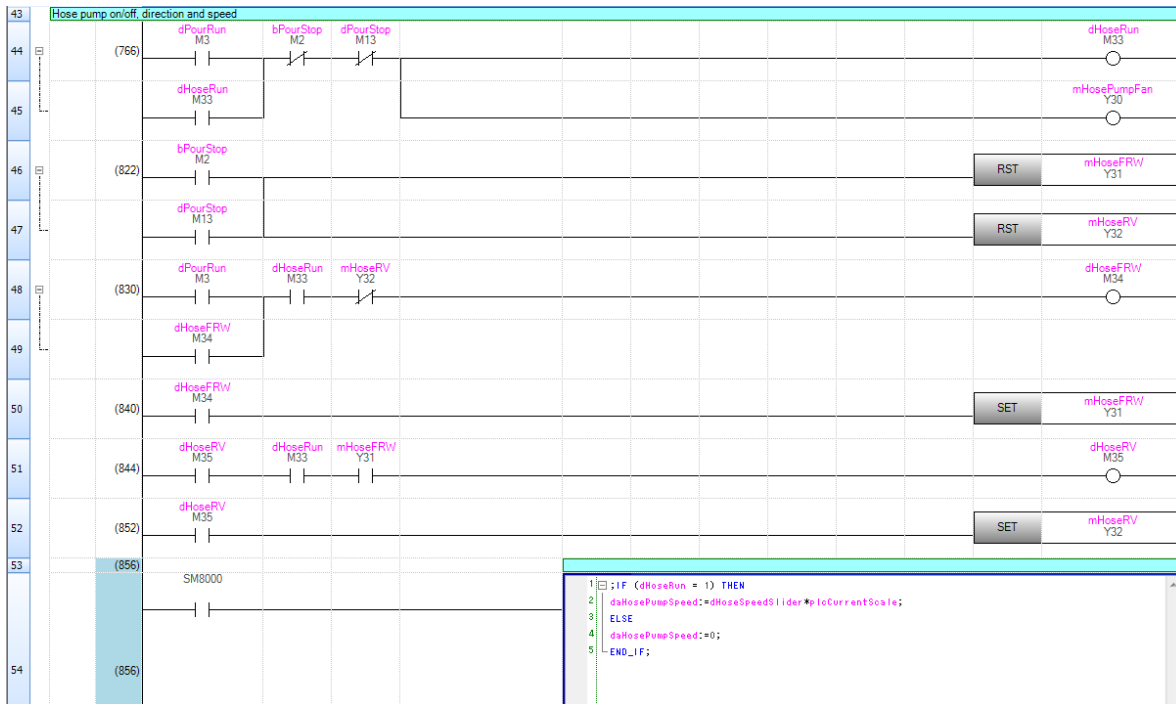 43 Hose pump on/off, direction and speed
dPourRun bPourStop dPourStop dHoseRun
M3 M2 M13 M33
44 (766)
dHoseRun mHosePumpFan
M33 Y30
45
bPourStop
M2
46 (822) RST mHoseFRW
Y31
dPourStop
M13
47 RST mHoseRV
Y32
dPourRun dHoseRun mHoseRV dHoseFRW
M3 M33 Y32 M34
48 (830)
dHoseFRW
M34
49
dHoseFRW
M34
50 (840) SET mHoseFRW
Y31
dHoseRV dHoseRun mHoseFRW dHoseRV
M35 M33 Y31 M35
51 (844)
dHoseRV
M35
52 (852) SET mHoseRV
Y32
53 (856)
SM8000
1 ;IF (dHoseRun = 1) THEN
2 daHosePumpSpeed:=dHoseSpeedSlider*plcCurrentScale;
3 ELSE
4 daHosePumpSpeed:=0;
5 END_IF;
54 (856)